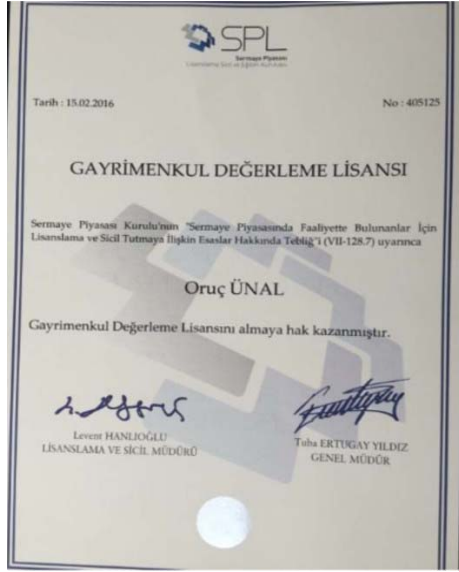 SPL
Sermaye Piyasası
Lisanslama Sicil ve Eğitim Kuruluşu
Tarih : 15.02.2016
No : 405125
GAYRİMENKUL DEĞERLEME LİSANSI
Sermaye Piyasası Kurulu'nun "Sermaye Piyasasında Faaliyette Bulunanlar İçin
Lisanslama ve Sicil Tutmaya İlişkin Esaslar Hakkında Tebliğ"i (VII-128.7) uyarınca
Oruç ÜNAL
Gayrimenkul Değerleme Lisansını almaya hak kazanmıştır.
Levent HANLIOĞLU
LİSANSLAMA VE SİCİL MÜDÜRÜ
Tuba ERTUGAY YILDIZ
GENEL MÜDÜR